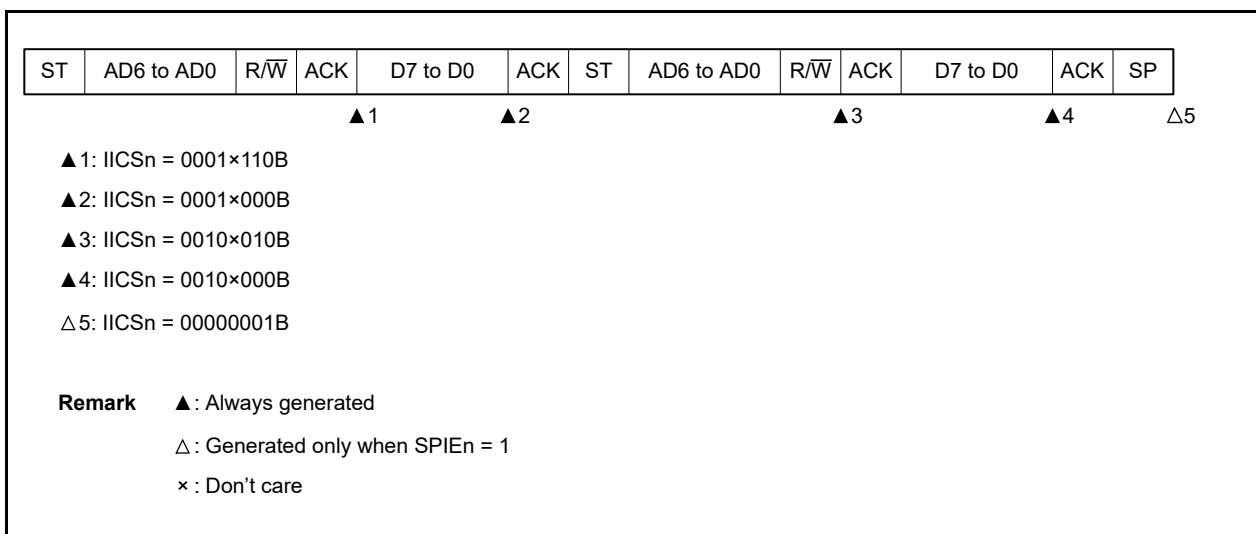 ST AD6 to AD0 R/W̅ ACK D7 to D0 ACK ST AD6 to AD0 R/W̅ ACK D7 to D0 ACK SP
▲1 ▲2 ▲3 ▲4 △5
▲1: IICSn = 0001×110B
▲2: IICSn = 0001×000B
▲3: IICSn = 0010×010B
▲4: IICSn = 0010×000B
△5: IICSn = 00000001B
Remark ▲: Always generated
△: Generated only when SPIEn = 1
×: Don’t care